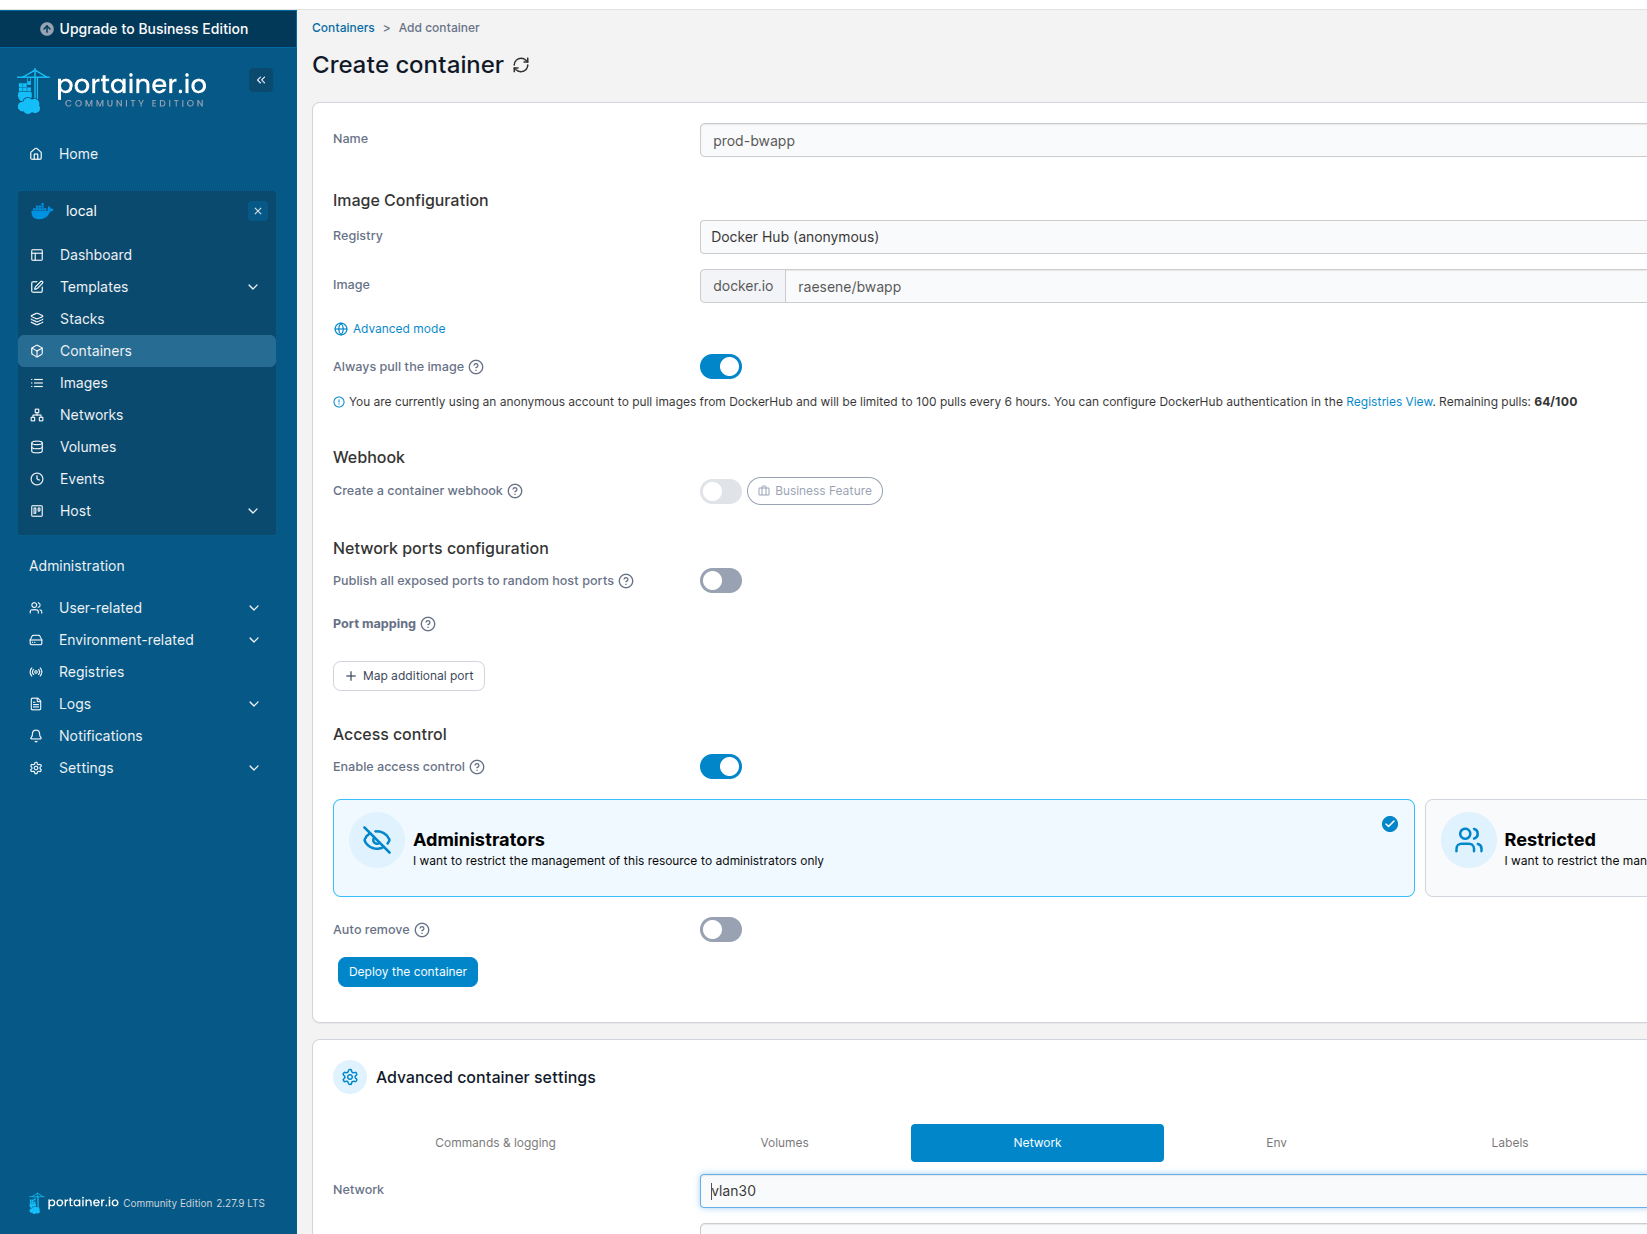 Upgrade to Business Edition
portainer.io
COMMUNITY EDITION
Home
local
Dashboard
Templates
Stacks
Containers
Images
Networks
Volumes
Events
Host
Administration
User-related
Environment-related
Registries
Logs
Notifications
Settings
portainer.io Community Edition 2.27.9 LTS
Containers > Add container
Create container
Name prod-bwapp
Image Configuration
Registry Docker Hub (anonymous)
Image docker.io raesene/bwapp
Advanced mode
Always pull the image
You are currently using an anonymous account to pull images from DockerHub and will be limited to 100 pulls every 6 hours. You can configure DockerHub authentication in the Registries View. Remaining pulls: 64/100
Webhook
Create a container webhook Business Feature
Network ports configuration
Publish all exposed ports to random host ports
Port mapping
+ Map additional port
Access control
Enable access control
Administrators
I want to restrict the management of this resource to administrators only
Restricted
I want to restrict the man
Auto remove
Deploy the container
Advanced container settings
Commands & logging Volumes Network Env Labels
Network vlan30